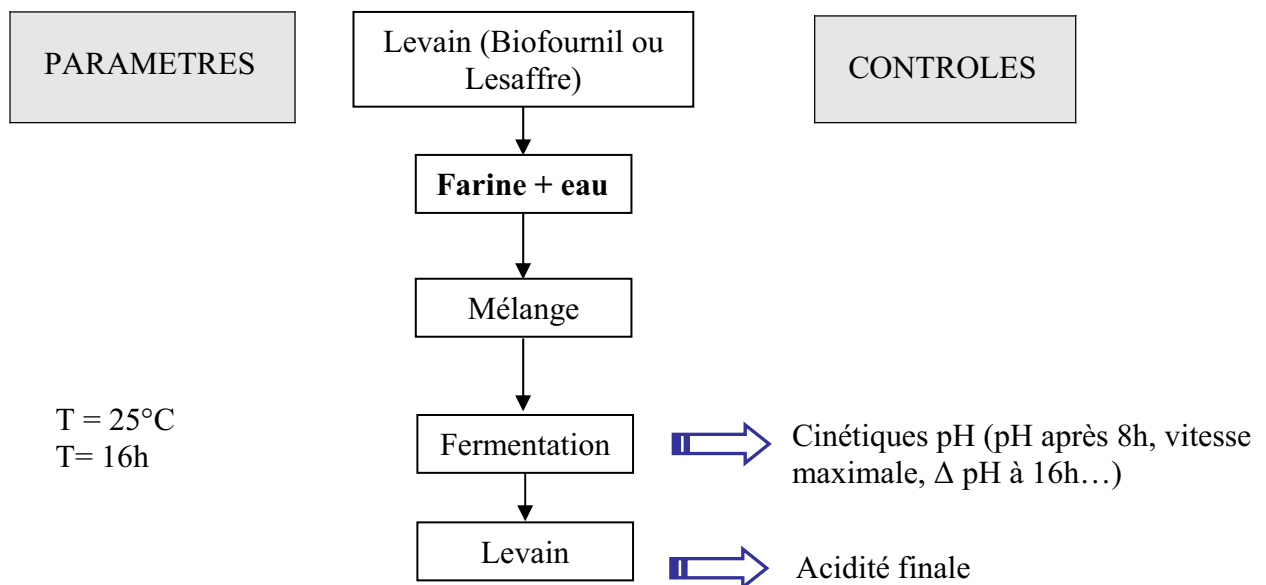 PARAMETRES
Levain (Biofournil ou
Lesaffre)
CONTROLES
Farine + eau
Mélange
T = 25°C
T= 16h
Fermentation
Cinétiques pH (pH après 8h, vitesse
maximale, Δ pH à 16h…)
Levain
Acidité finale